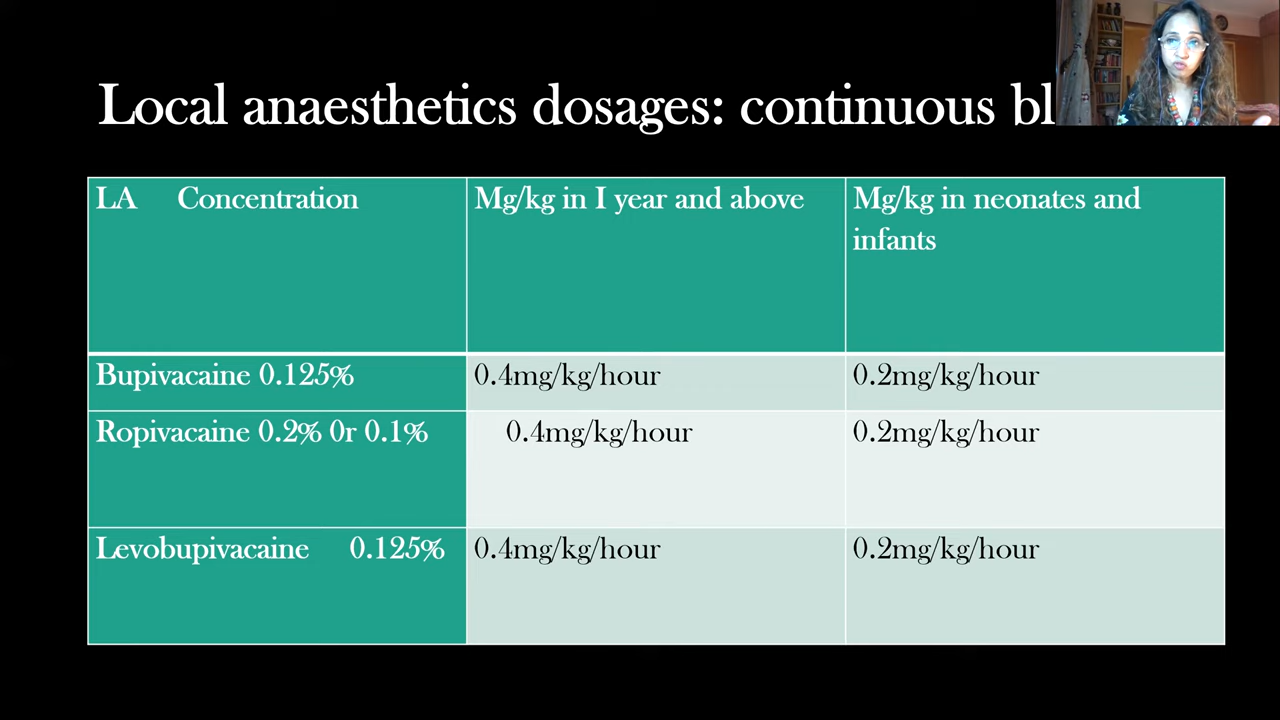 Local anaesthetics dosages: continuous
LA Concentration
Mg/kg in I year and above
Mg/kg in neonates and
infants
Bupivacaine 0.125%
0.4mg/kg/hour
0.2mg/kg/hour
Ropivacaine 0.2% 0r 0.1%
0.4mg/kg/hour
0.2mg/kg/hour
Levobupivacaine 0.125%
0.4mg/kg/hour
0.2mg/kg/hour